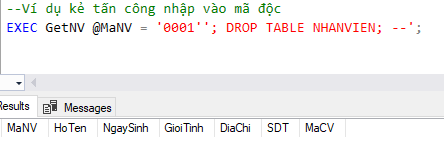 --Ví dụ kẻ tấn công nhập vào mã độc
EXEC GetNV @MaNV = '0001''; DROP TABLE NHANVIEN; --';
Results Messages
MaNV HoTen NgaySinh GioiTinh DiaChi SDT MaCV